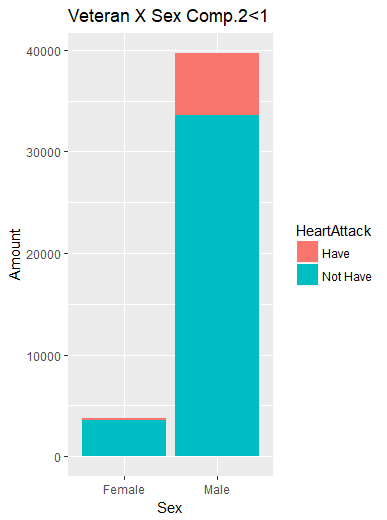 Veteran X Sex Comp.2<1
40000
30000
20000
10000
0
Amount
Female
Male
Sex
HeartAttack
Have
Not Have